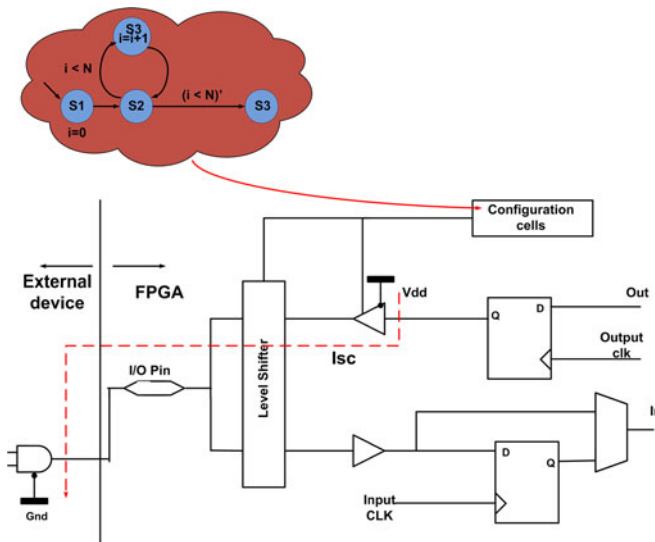 S3
i=i+1
i < N
(i < N)'
S1
S2
S3
i=0
Configuration
cells
External
device
FPGA
Vdd
Out
Q
D
Output
clk
Isc
I/O Pin
Level Shifter
D
Q
Gnd
Input
CLK